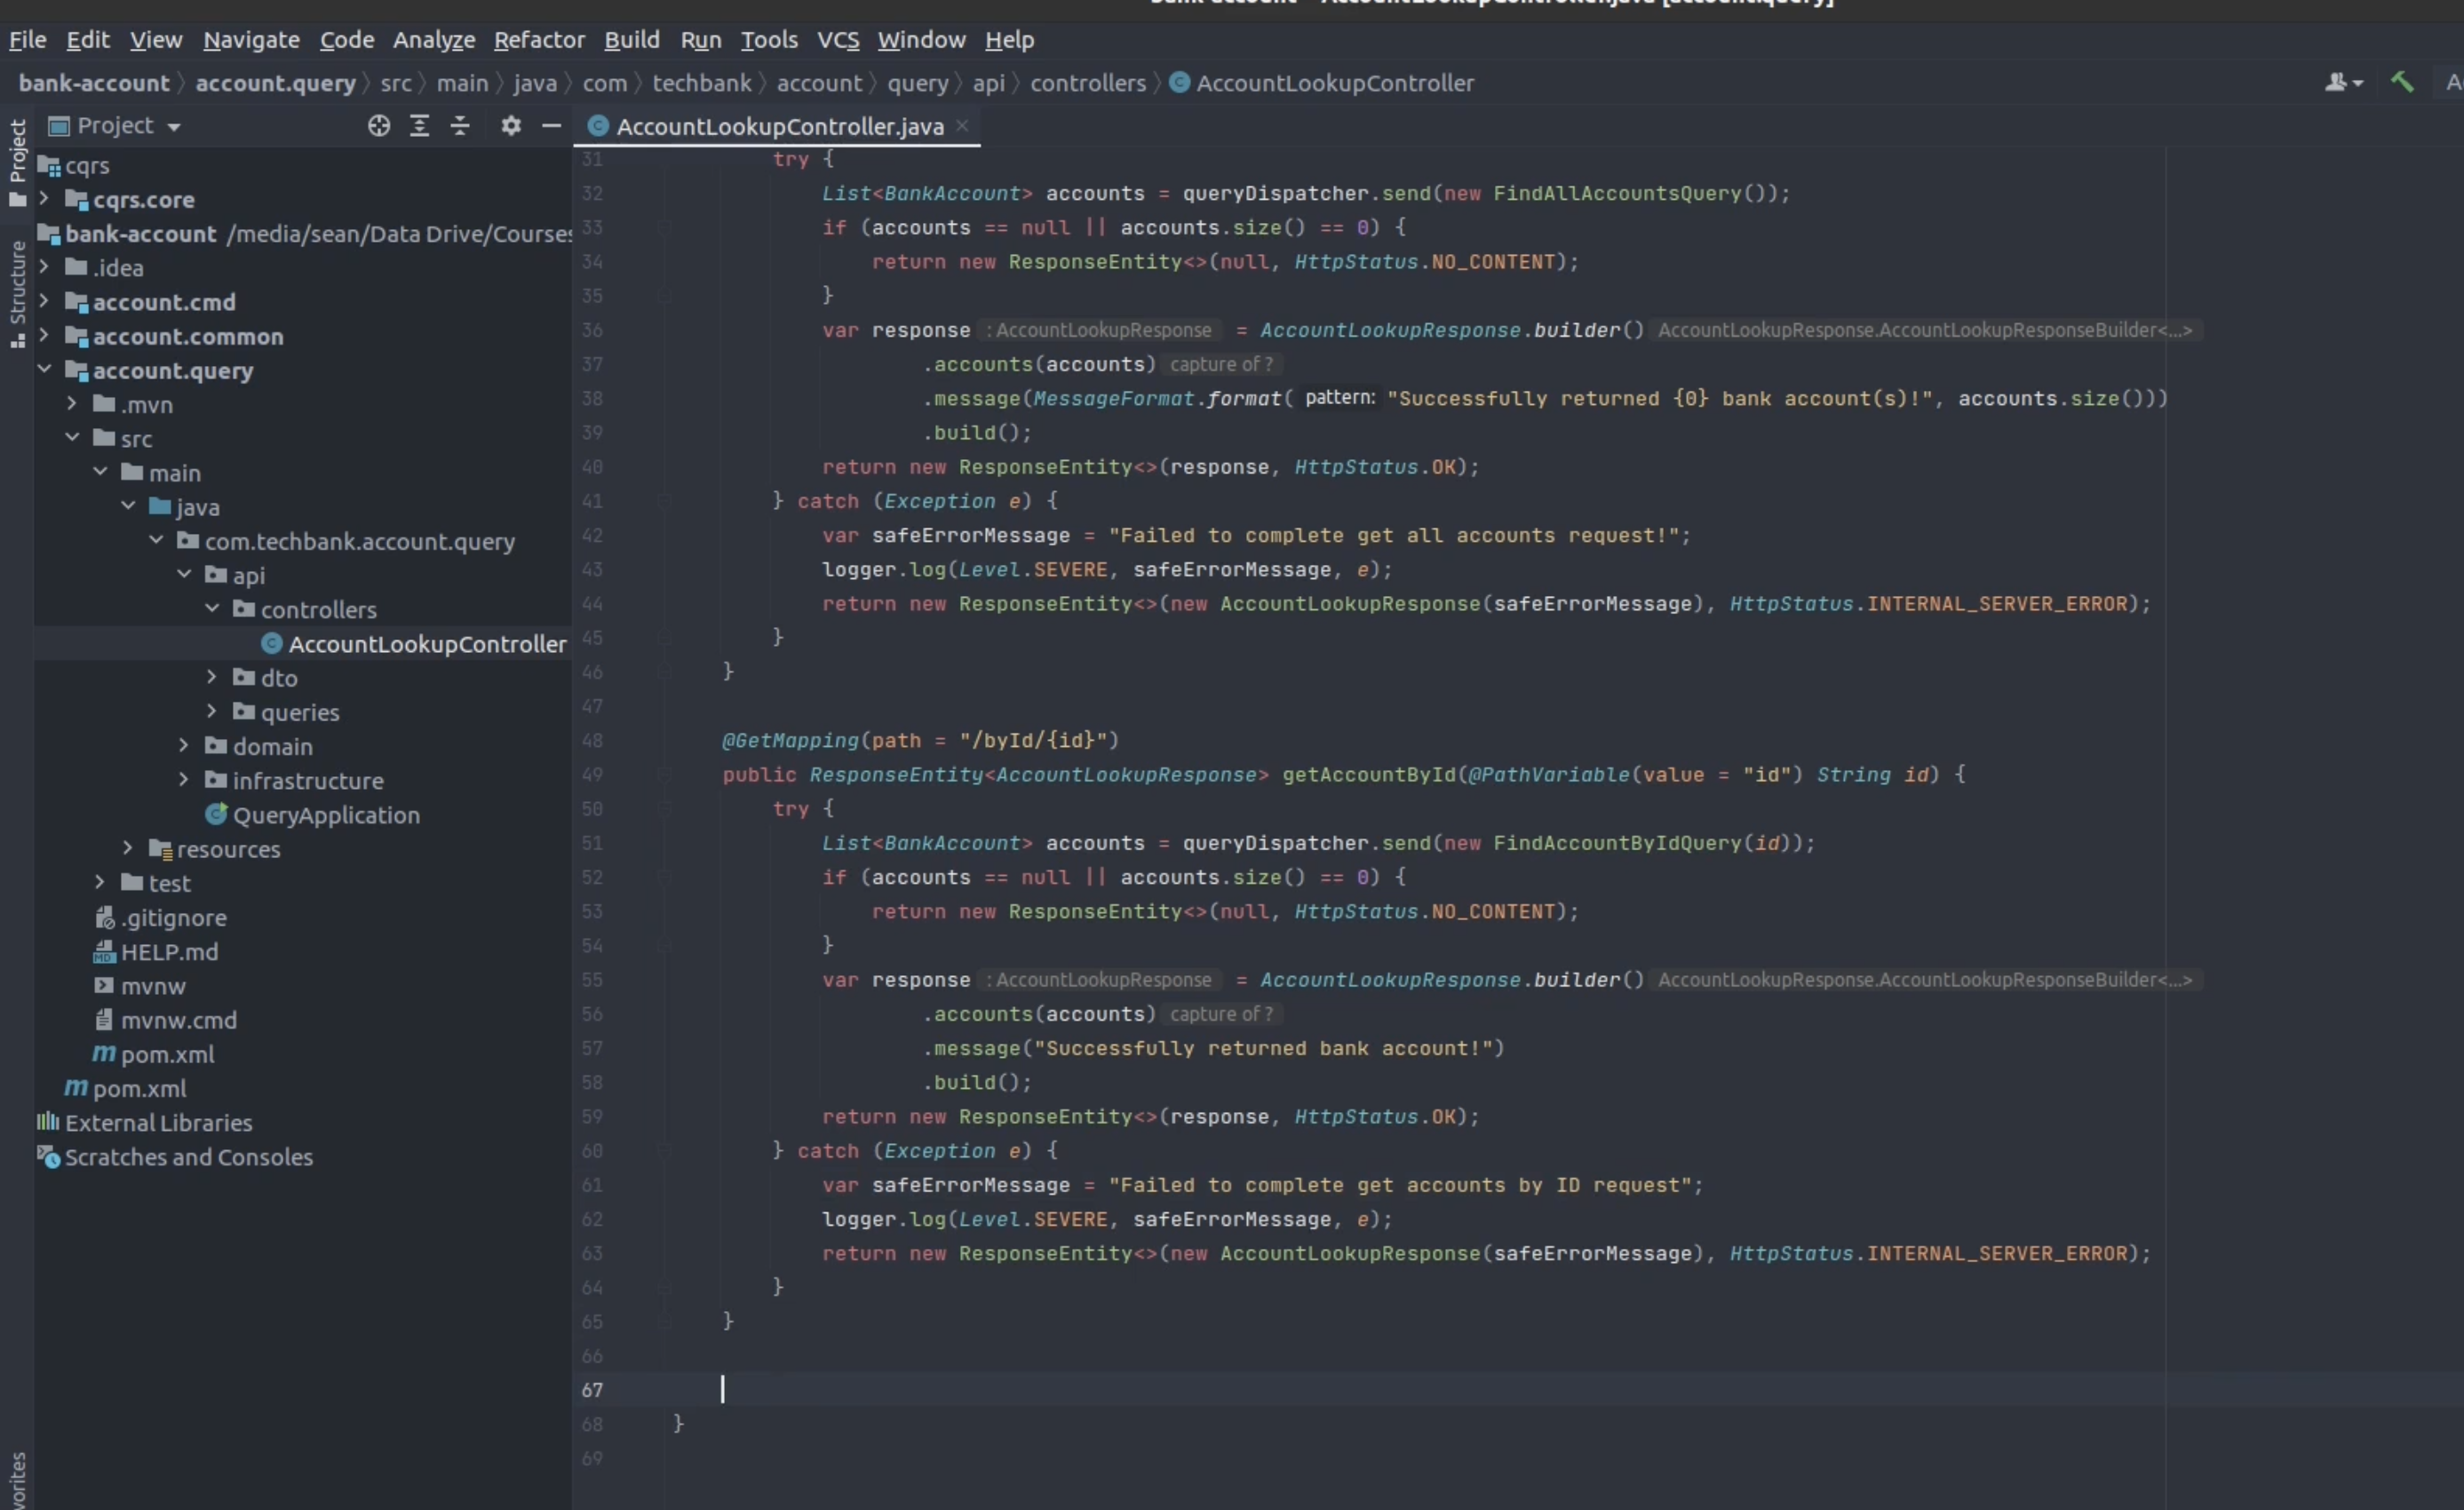 File Edit View Navigate Code Analyze Refactor Build Run Tools VCS Window Help
bank-account account.query src main java com techbank account query api controllers AccountLookupController
Project
Project
Structure
cqrs
cqrs.core
bank-account /media/sean/Data Drive/Courses
.idea
account.cmd
account.common
account.query
.mvn
src
main
java
com.techbank.account.query
api
controllers
AccountLookupController
dto
queries
domain
infrastructure
QueryApplication
resources
test
.gitignore
HELP.md
mvnw
mvnw.cmd
pom.xml
pom.xml
External Libraries
Scratches and Consoles
AccountLookupController.java
31 try {
32 List<BankAccount> accounts = queryDispatcher.send(new FindAllAccountsQuery());
33 if (accounts == null || accounts.size() == 0) {
34 return new ResponseEntity<>(null, HttpStatus.NO_CONTENT);
35 }
36 var response : AccountLookupResponse = AccountLookupResponse.builder() AccountLookupResponse.AccountLookupResponseBuilder<...>
37 .accounts(accounts) capture of ?
38 .message(MessageFormat.format( pattern: "Successfully returned {0} bank account(s)!", accounts.size()))
39 .build();
40 return new ResponseEntity<>(response, HttpStatus.OK);
41 } catch (Exception e) {
42 var safeErrorMessage = "Failed to complete get all accounts request!";
43 logger.log(Level.SEVERE, safeErrorMessage, e);
44 return new ResponseEntity<>(new AccountLookupResponse(safeErrorMessage), HttpStatus.INTERNAL_SERVER_ERROR);
45 }
46 }
47
48 @GetMapping(path = "/byId/{id}")
49 public ResponseEntity<AccountLookupResponse> getAccountById(@PathVariable(value = "id") String id) {
50 try {
51 List<BankAccount> accounts = queryDispatcher.send(new FindAccountByIdQuery(id));
52 if (accounts == null || accounts.size() == 0) {
53 return new ResponseEntity<>(null, HttpStatus.NO_CONTENT);
54 }
55 var response : AccountLookupResponse = AccountLookupResponse.builder() AccountLookupResponse.AccountLookupResponseBuilder<...>
56 .accounts(accounts) capture of ?
57 .message("Successfully returned bank account!")
58 .build();
59 return new ResponseEntity<>(response, HttpStatus.OK);
60 } catch (Exception e) {
61 var safeErrorMessage = "Failed to complete get accounts by ID request";
62 logger.log(Level.SEVERE, safeErrorMessage, e);
63 return new ResponseEntity<>(new AccountLookupResponse(safeErrorMessage), HttpStatus.INTERNAL_SERVER_ERROR);
64 }
65 }
66
67
68 }
69